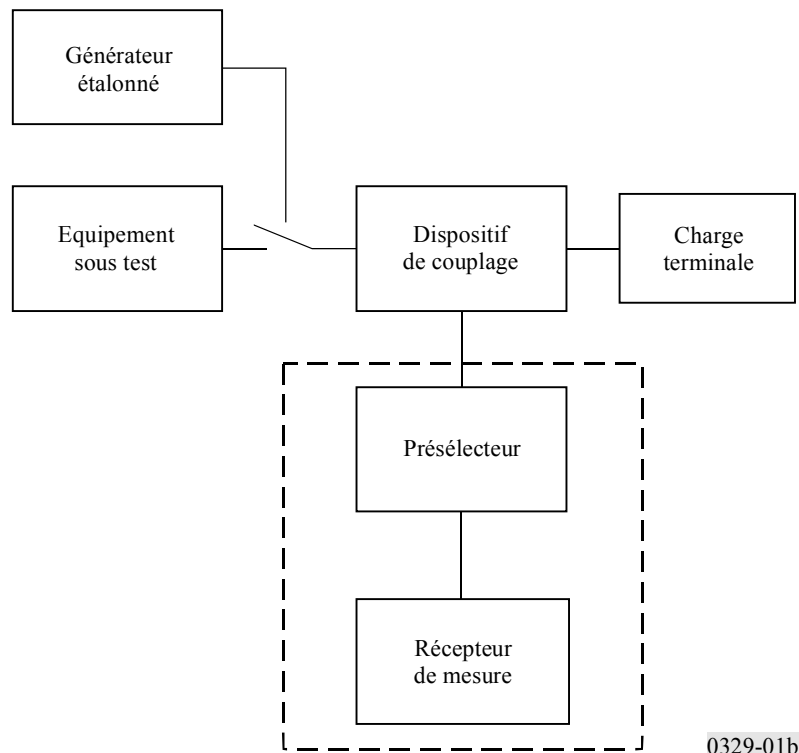 Générateur
étalonné
Equipement
sous test
Dispositif
de couplage
Charge
terminale
Présélecteur
Récepteur
de mesure
0329-01b